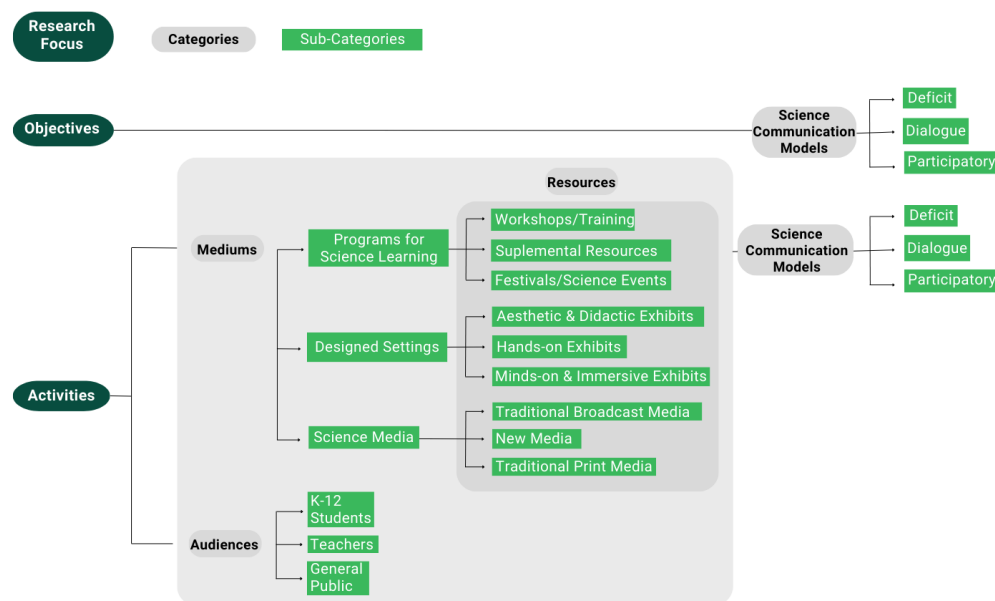 Research
Focus
Categories
Sub-Categories
Objectives
Science
Communication
Models
Deficit
Dialogue
Participatory
Resources
Mediums
Programs for
Science Learning
Workshops/Training
Suplemental Resources
Festivals/Science Events
Science
Communication
Models
Deficit
Dialogue
Participatory
Designed Settings
Aesthetic & Didactic Exhibits
Hands-on Exhibits
Minds-on & Immersive Exhibits
Activities
Science Media
Traditional Broadcast Media
New Media
Traditional Print Media
Audiences
K-12
Students
Teachers
General
Public